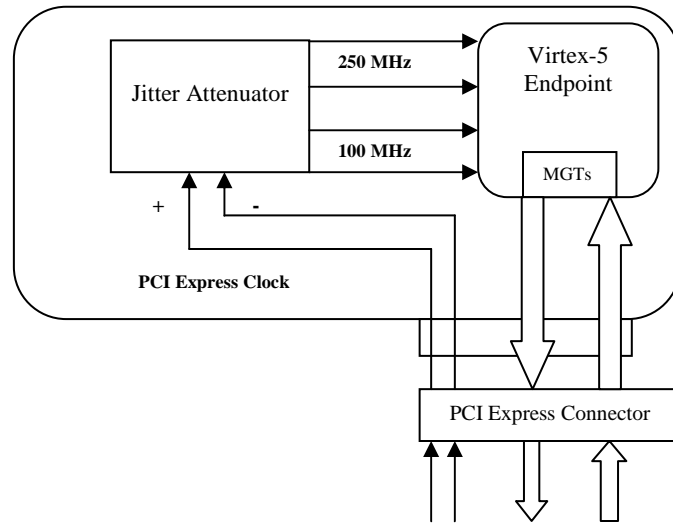 250 MHz
Jitter Attenuator
100 MHz
Virtex-5
Endpoint
MGTs
+
-
PCI Express Clock
PCI Express Connector